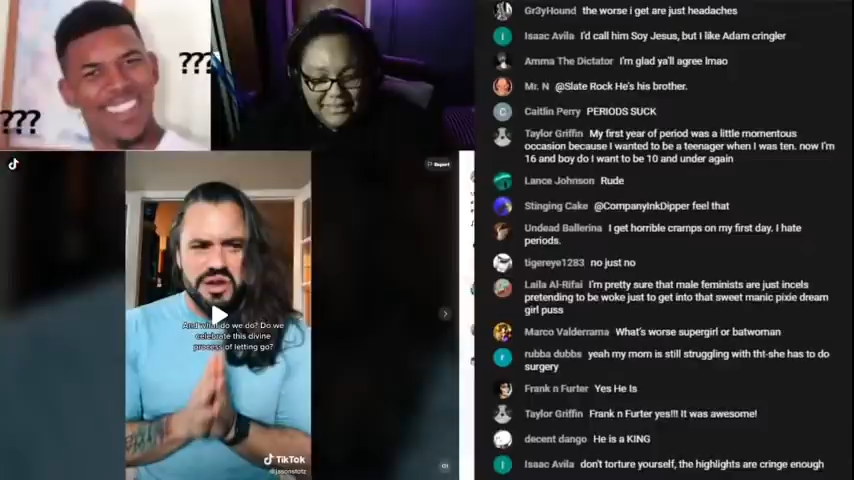 ???
???
Report
And what do we do? Do we
celebrate this divine
process of letting go?
TikTok
@jasonstotz
Gr3yHound the worse i get are just headaches
Isaac Avila I'd call him Soy Jesus, but I like Adam cringler
Amma The Dictator I'm glad ya'll agree lmao
Mr. N @Slate Rock He's his brother.
Caitlin Perry PERIODS SUCK
Taylor Griffin My first year of period was a little momentous
occasion because I wanted to be a teenager when I was ten. now I'm
16 and boy do I want to be 10 and under again
Lance Johnson Rude
Stinging Cake @CompanyInkDipper feel that
Undead Ballerina I get horrible cramps on my first day. I hate
periods.
tigereye1283 no just no
Laila Al-Rifai I'm pretty sure that male feminists are just incels
pretending to be woke just to get into that sweet manic pixie dream
girl puss
Marco Valderrama What's worse supergirl or batwoman
rubba dubbs yeah my mom is still struggling with tht-she has to do
surgery
Frank n Furter Yes He Is
Taylor Griffin Frank n Furter yes!!! It was awesome!
decent dango He is a KING
Isaac Avila don't torture yourself, the highlights are cringe enough